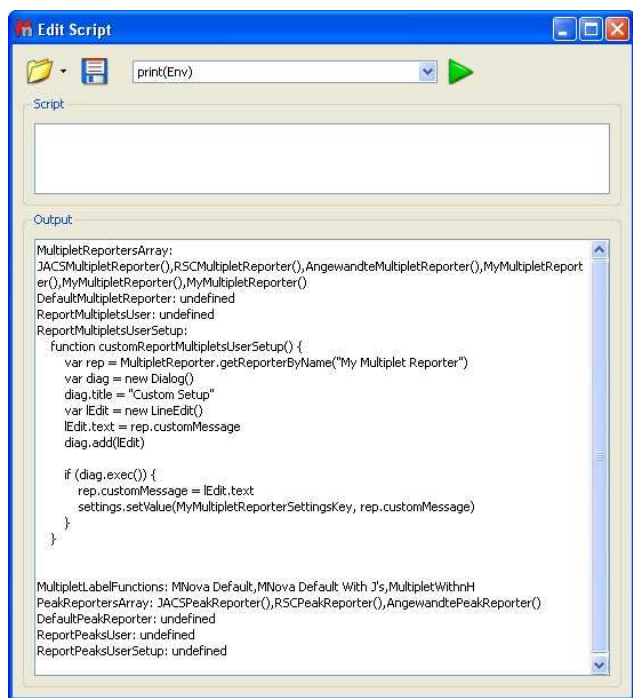 Edit Script
print(Env)
Script
Output
MultipletReportersArray:
JACSMultipletReporter(),RSCMultipletReporter(),AngewandteMultipletReporter(),MyMultipletReport
er(),MyMultipletReporter(),MyMultipletReporter()
DefaultMultipletReporter: undefined
ReportMultipletsUser: undefined
ReportMultipletsUserSetup:
function customReportMultipletsUserSetup() {
var rep = MultipletReporter.getReporterByName("My Multiplet Reporter")
var diag = new Dialog()
diag.title = "Custom Setup"
var lEdit = new LineEdit()
lEdit.text = rep.customMessage
diag.add(lEdit)
if (diag.exec()) {
rep.customMessage = lEdit.text
settings.setValue(MyMultipletReporterSettingsKey, rep.customMessage)
}
}
MultipletLabelFunctions: MNova Default,MNova Default With J's,MultipletWithnH
PeakReportersArray: JACSPeakReporter(),RSCPeakReporter(),AngewandtePeakReporter()
DefaultPeakReporter: undefined
ReportPeaksUser: undefined
ReportPeaksUserSetup: undefined